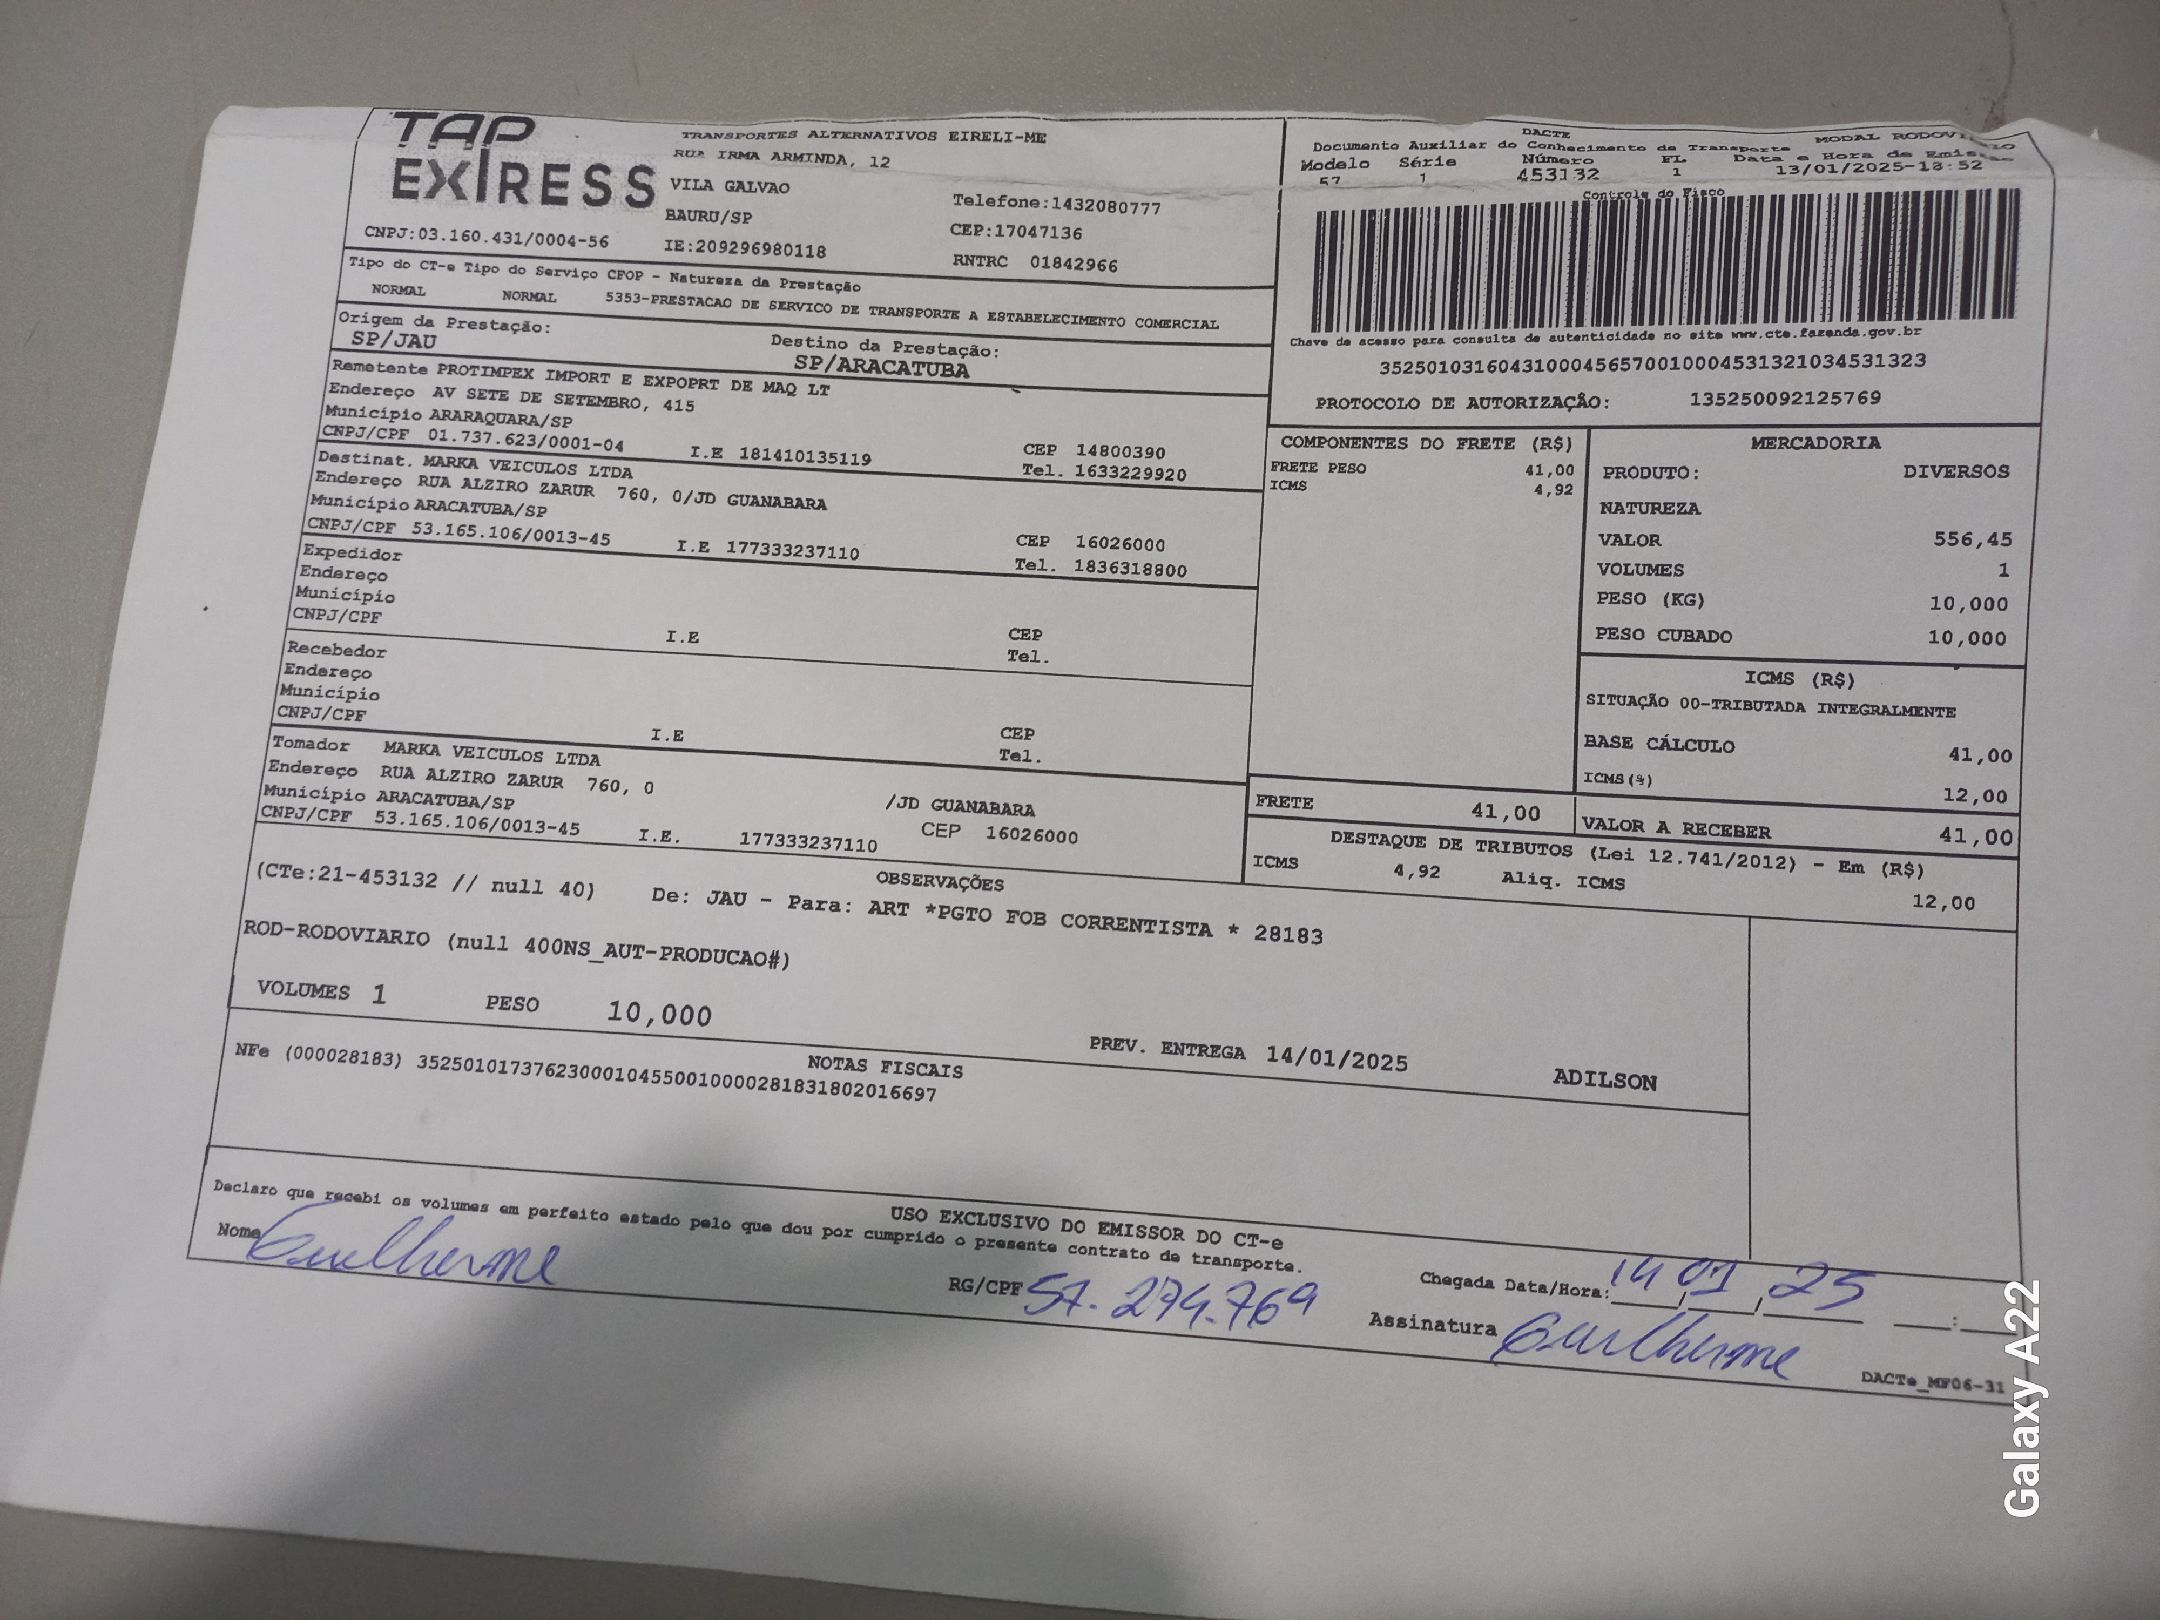 TAP
EXPRESS
TRANSPORTES ALTERNATIVOS EIRELI-ME
RUA IRMA ARMINDA, 12
VILA GALVAO
BAURU/SP
Telefone:1432080777
CEP:17047136
CNPJ:03.160.431/0004-56
IE:209296980118
RNTRC 01842966
DACTE
MODAL RODOVIÁRIO
Documento Auxiliar do Conhecimento de Transporte
Modelo Série Número FL Data e Hora de Emissão
57 1 453132 1 13/01/2025-18:52
Controle do Fisco
Chave de acesso para consulta de autenticidade no site www.cte.fazenda.gov.br
35250103160431000456570010004531321034531323
PROTOCOLO DE AUTORIZAÇÃO: 135250092125769
Tipo do CT-e Tipo do Serviço CFOP - Natureza da Prestação
NORMAL NORMAL 5353-PRESTACAO DE SERVICO DE TRANSPORTE A ESTABELECIMENTO COMERCIAL
Origem da Prestação: Destino da Prestação:
SP/JAU SP/ARACATUBA
Remetente PROTIMPEX IMPORT E EXPOPRT DE MAQ LT
Endereço AV SETE DE SETEMBRO, 415
Município ARARAQUARA/SP CEP 14800390
CNPJ/CPF 01.737.623/0001-04 I.E 181410135119 Tel. 1633229920
Destinat. MARKA VEICULOS LTDA
Endereço RUA ALZIRO ZARUR 760, 0/JD GUANABARA
Município ARACATUBA/SP CEP 16026000
CNPJ/CPF 53.165.106/0013-45 I.E 177333237110 Tel. 1836318800
Expedidor
Endereço
Município CEP
CNPJ/CPF I.E Tel.
Recebedor
Endereço
Município CEP
CNPJ/CPF I.E Tel.
Tomador MARKA VEICULOS LTDA
Endereço RUA ALZIRO ZARUR 760, 0 /JD GUANABARA
Município ARACATUBA/SP CEP 16026000
CNPJ/CPF 53.165.106/0013-45 I.E. 177333237110
COMPONENTES DO FRETE (R$)
FRETE PESO 41,00
ICMS 4,92
MERCADORIA
PRODUTO: DIVERSOS
NATUREZA
VALOR 556,45
VOLUMES 1
PESO (KG) 10,000
PESO CUBADO 10,000
ICMS (R$)
SITUAÇÃO 00-TRIBUTADA INTEGRALMENTE
BASE CÁLCULO 41,00
ICMS(%) 12,00
FRETE 41,00
VALOR A RECEBER 41,00
DESTAQUE DE TRIBUTOS (Lei 12.741/2012) - Em (R$)
ICMS 4,92 Aliq. ICMS 12,00
OBSERVAÇÕES
(CTe:21-453132 // null 40) De: JAU - Para: ART *PGTO FOB CORRENTISTA * 28183
ROD-RODOVIARIO (null 400NS_AUT-PRODUCAO#)
VOLUMES 1 PESO 10,000 PREV. ENTREGA 14/01/2025 ADILSON
NOTAS FISCAIS
NFe (000028183) 35250101737623000104550010000281831802016697
USO EXCLUSIVO DO EMISSOR DO CT-e
Declaro que recebi os volumes em perfeito estado pelo que dou por cumprido o presente contrato de transporte.
Nome Guilherme RG/CPF 57.274.769 Chegada Data/Hora: 14/01/25 __:__
Assinatura Guilherme
DACTe_MF06-31
Galaxy A22